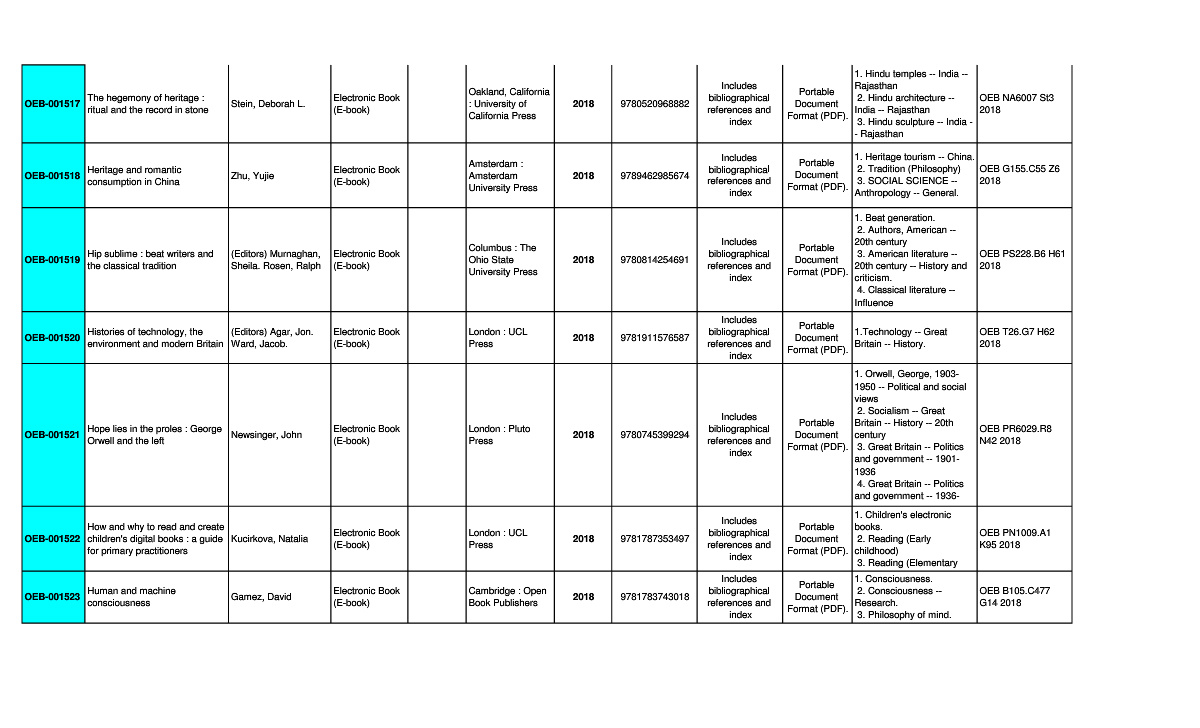 OEB-001517
The hegemony of heritage :
ritual and the record in stone
Stein, Deborah L.
Electronic Book
(E-book)
Oakland, California
: University of
California Press
2018
9780520968882
Includes
bibliographical
references and
index
Portable
Document
Format (PDF).
1. Hindu temples -- India --
Rajasthan
2. Hindu architecture --
India -- Rajasthan
3. Hindu sculpture -- India -
- Rajasthan
OEB NA6007 St3
2018
OEB-001518
Heritage and romantic
consumption in China
Zhu, Yujie
Electronic Book
(E-book)
Amsterdam :
Amsterdam
University Press
2018
9789462985674
Includes
bibliographical
references and
index
Portable
Document
Format (PDF).
1. Heritage tourism -- China.
2. Tradition (Philosophy)
3. SOCIAL SCIENCE --
Anthropology -- General.
OEB G155.C55 Z6
2018
OEB-001519
Hip sublime : beat writers and
the classical tradition
(Editors) Murnaghan,
Sheila. Rosen, Ralph
Electronic Book
(E-book)
Columbus : The
Ohio State
University Press
2018
9780814254691
Includes
bibliographical
references and
index
Portable
Document
Format (PDF).
1. Beat generation.
2. Authors, American --
20th century
3. American literature --
20th century -- History and
criticism.
4. Classical literature --
Influence
OEB PS228.B6 H61
2018
OEB-001520
Histories of technology, the
environment and modern Britain
(Editors) Agar, Jon.
Ward, Jacob.
Electronic Book
(E-book)
London : UCL
Press
2018
9781911576587
Includes
bibliographical
references and
index
Portable
Document
Format (PDF).
1.Technology -- Great
Britain -- History.
OEB T26.G7 H62
2018
OEB-001521
Hope lies in the proles : George
Orwell and the left
Newsinger, John
Electronic Book
(E-book)
London : Pluto
Press
2018
9780745399294
Includes
bibliographical
references and
index
Portable
Document
Format (PDF).
1. Orwell, George, 1903-
1950 -- Political and social
views
2. Socialism -- Great
Britain -- History -- 20th
century
3. Great Britain -- Politics
and government -- 1901-
1936
4. Great Britain -- Politics
and government -- 1936-
OEB PR6029.R8
N42 2018
OEB-001522
How and why to read and create
children's digital books : a guide
for primary practitioners
Kucirkova, Natalia
Electronic Book
(E-book)
London : UCL
Press
2018
9781787353497
Includes
bibliographical
references and
index
Portable
Document
Format (PDF).
1. Children's electronic
books.
2. Reading (Early
childhood)
3. Reading (Elementary
OEB PN1009.A1
K95 2018
OEB-001523
Human and machine
consciousness
Gamez, David
Electronic Book
(E-book)
Cambridge : Open
Book Publishers
2018
9781783743018
Includes
bibliographical
references and
index
Portable
Document
Format (PDF).
1. Consciousness.
2. Consciousness --
Research.
3. Philosophy of mind.
OEB B105.C477
G14 2018